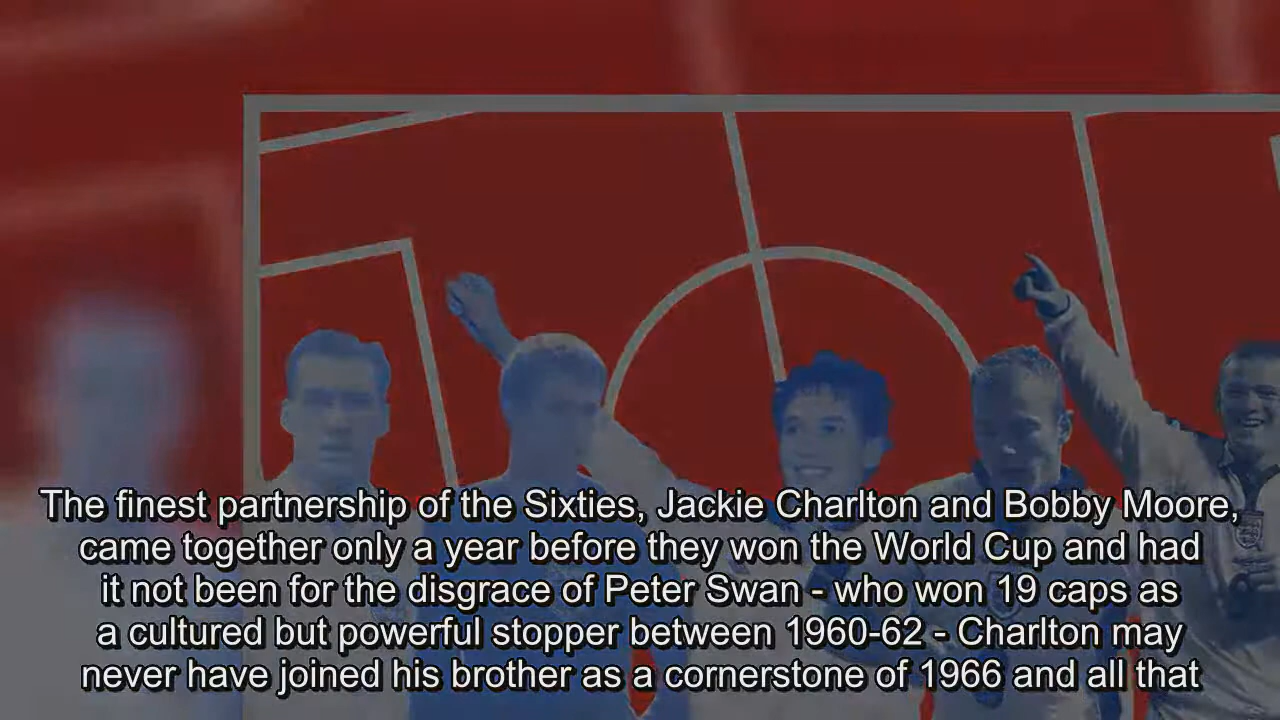 The finest partnership of the Sixties, Jackie Charlton and Bobby Moore,
came together only a year before they won the World Cup and had
it not been for the disgrace of Peter Swan - who won 19 caps as
a cultured but powerful stopper between 1960-62 - Charlton may
never have joined his brother as a cornerstone of 1966 and all that